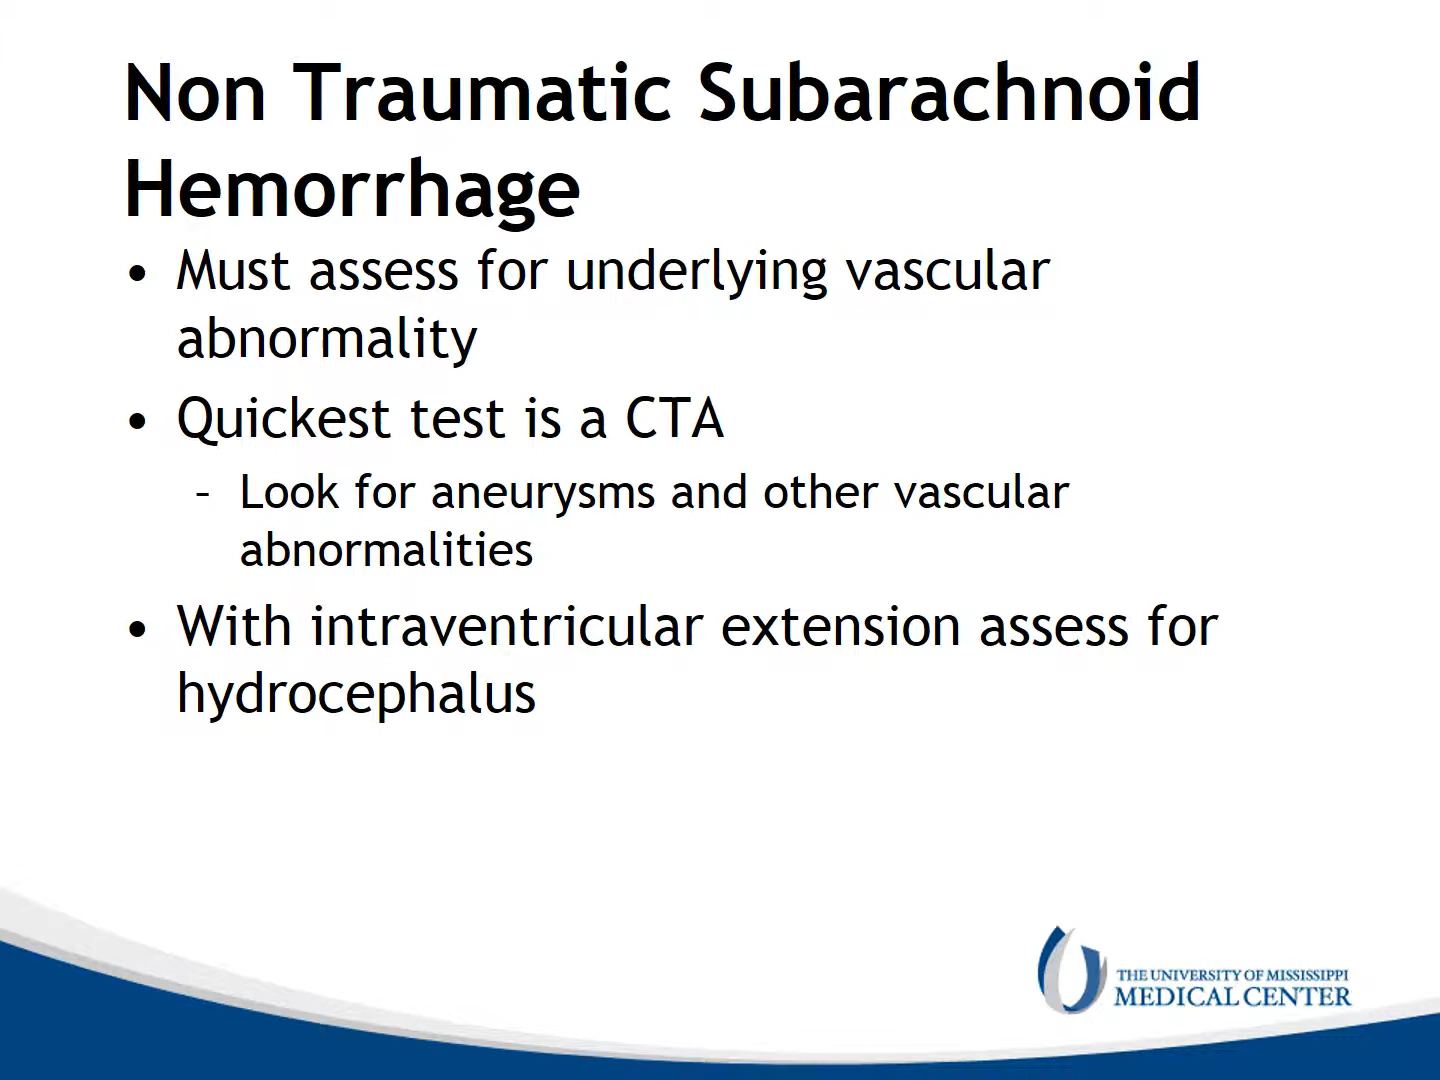 Non Traumatic Subarachnoid
Hemorrhage
• Must assess for underlying vascular
abnormality
• Quickest test is a CTA
– Look for aneurysms and other vascular
abnormalities
• With intraventricular extension assess for
hydrocephalus
THE UNIVERSITY OF MISSISSIPPI
MEDICAL CENTER